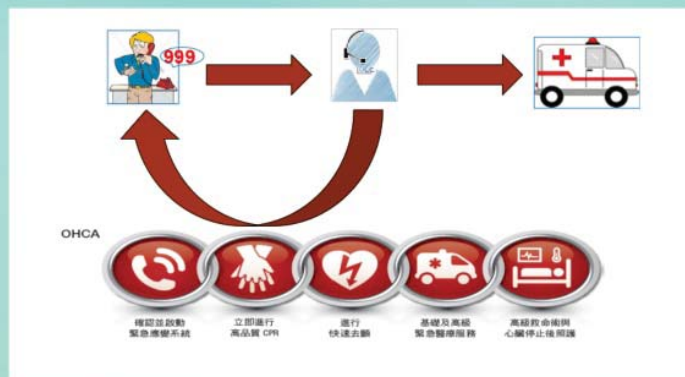 999
OHCA
確認並啟動
緊急應變系統
立即進行
高品質 CPR
進行
快速去顫
基礎及高級
緊急醫療服務
高級救命術與
心臟停止後照護